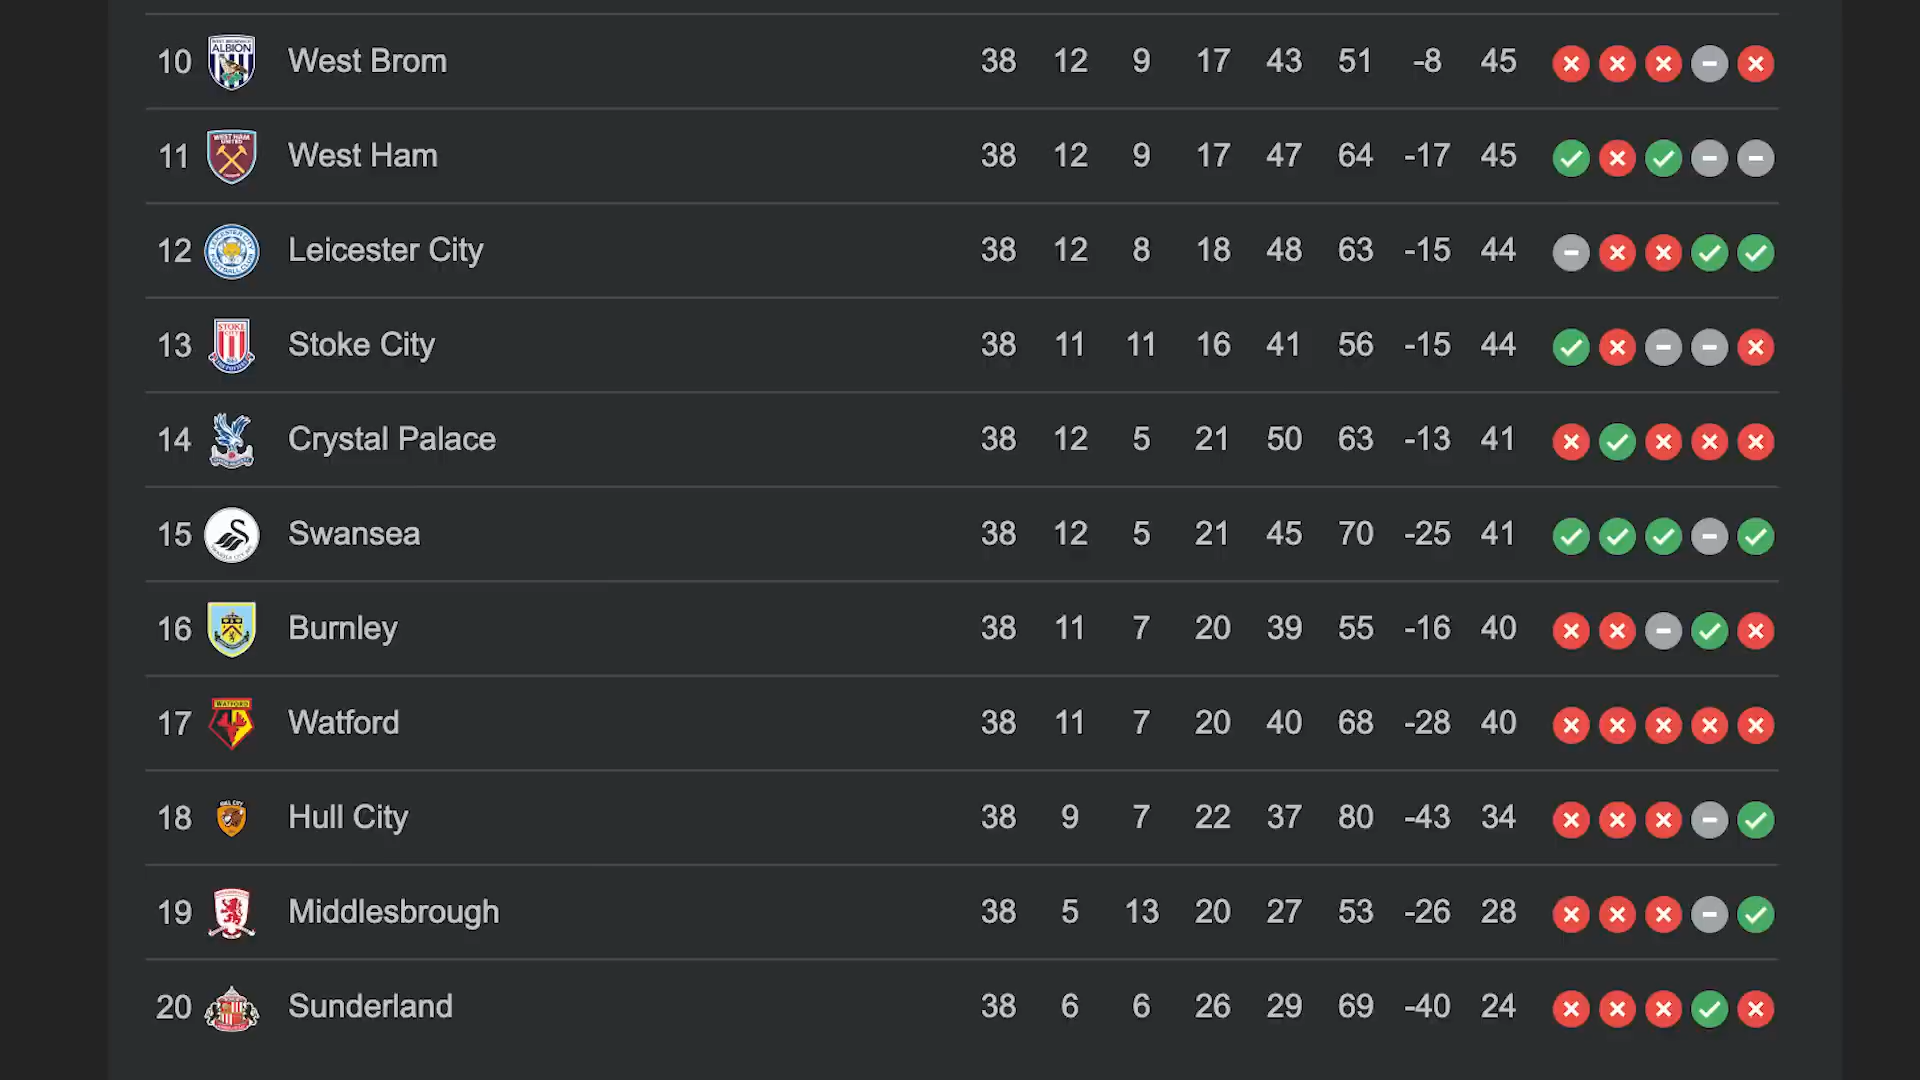 10 West Brom 38 12 9 17 43 51 -8 45
11 West Ham 38 12 9 17 47 64 -17 45
12 Leicester City 38 12 8 18 48 63 -15 44
13 Stoke City 38 11 11 16 41 56 -15 44
14 Crystal Palace 38 12 5 21 50 63 -13 41
15 Swansea 38 12 5 21 45 70 -25 41
16 Burnley 38 11 7 20 39 55 -16 40
17 Watford 38 11 7 20 40 68 -28 40
18 Hull City 38 9 7 22 37 80 -43 34
19 Middlesbrough 38 5 13 20 27 53 -26 28
20 Sunderland 38 6 6 26 29 69 -40 24